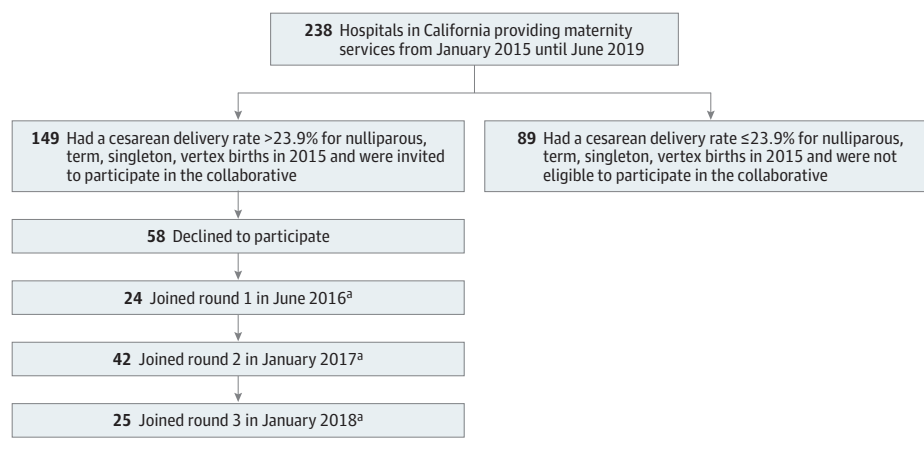 238 Hospitals in California providing maternity
services from January 2015 until June 2019
149 Had a cesarean delivery rate >23.9% for nulliparous,
term, singleton, vertex births in 2015 and were invited
to participate in the collaborative
89 Had a cesarean delivery rate ≤23.9% for nulliparous,
term, singleton, vertex births in 2015 and were not
eligible to participate in the collaborative
58 Declined to participate
24 Joined round 1 in June 2016a
42 Joined round 2 in January 2017a
25 Joined round 3 in January 2018a